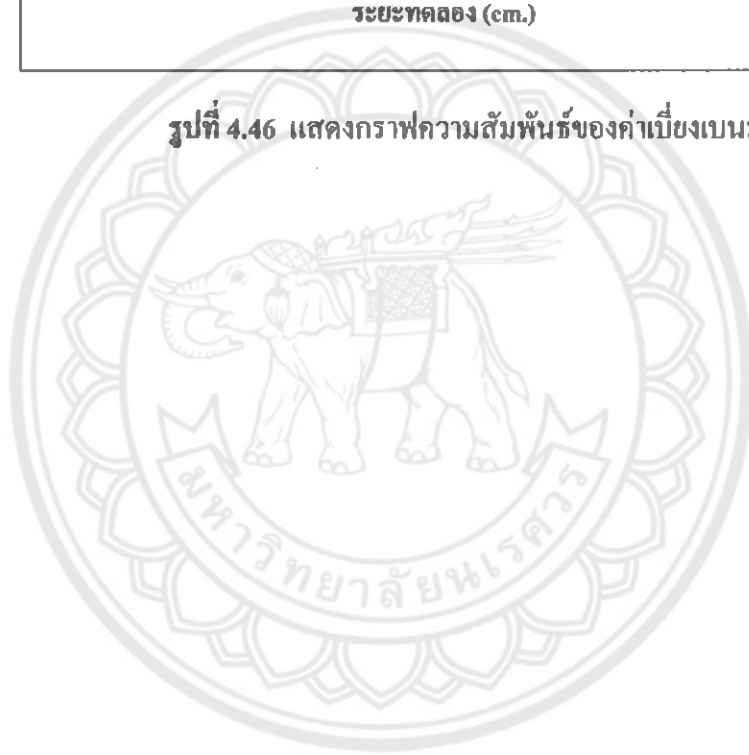 ระยะทดลอง (cm.)
รูปที่ 4.46 แสดงกราฟความสัมพันธ์ของค่าเบี่ยงเบน
มหาวิทยาลัยนเรศวร